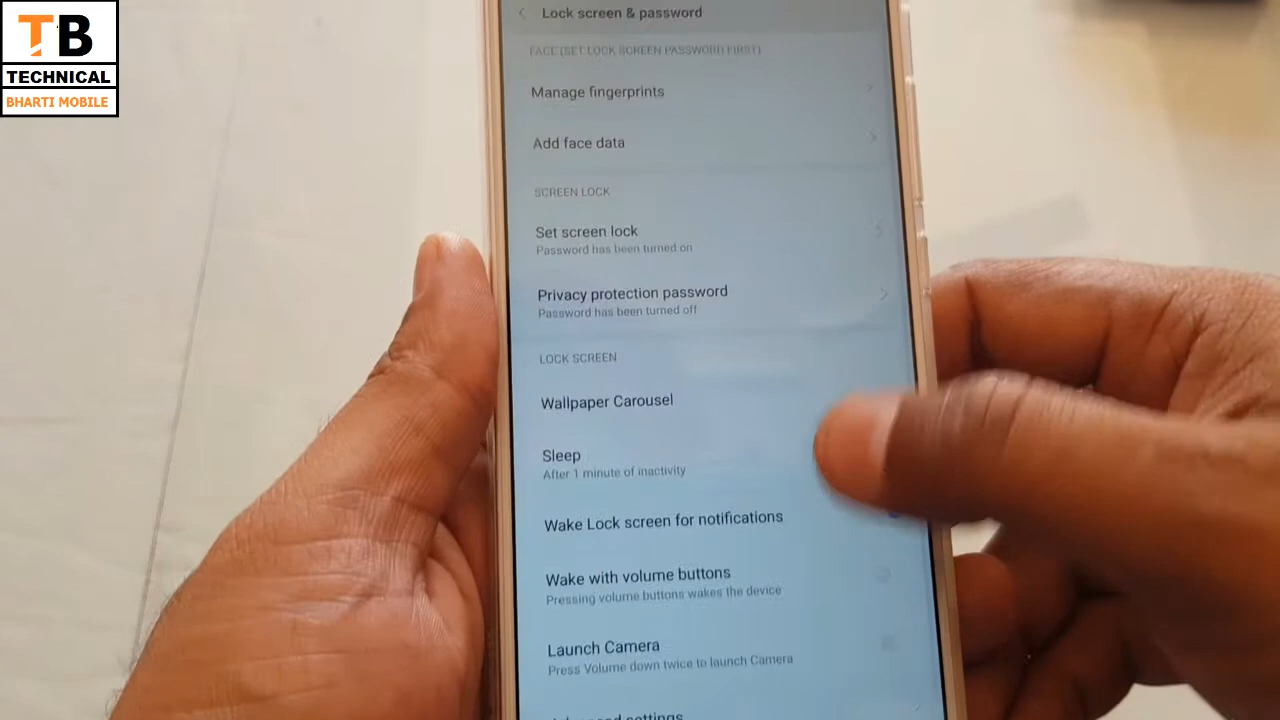 TB
TECHNICAL
BHARTI MOBILE
Lock screen & password
FACE (SET LOCK SCREEN PASSWORD FIRST)
Manage fingerprints
Add face data
SCREEN LOCK
Set screen lock
Password has been turned on
Privacy protection password
Password has been turned off
LOCK SCREEN
Wallpaper Carousel
Sleep
After 1 minute of inactivity
Wake Lock screen for notifications
Wake with volume buttons
Pressing volume buttons wakes the device
Launch Camera
Press Volume down twice to launch Camera
Advanced settings